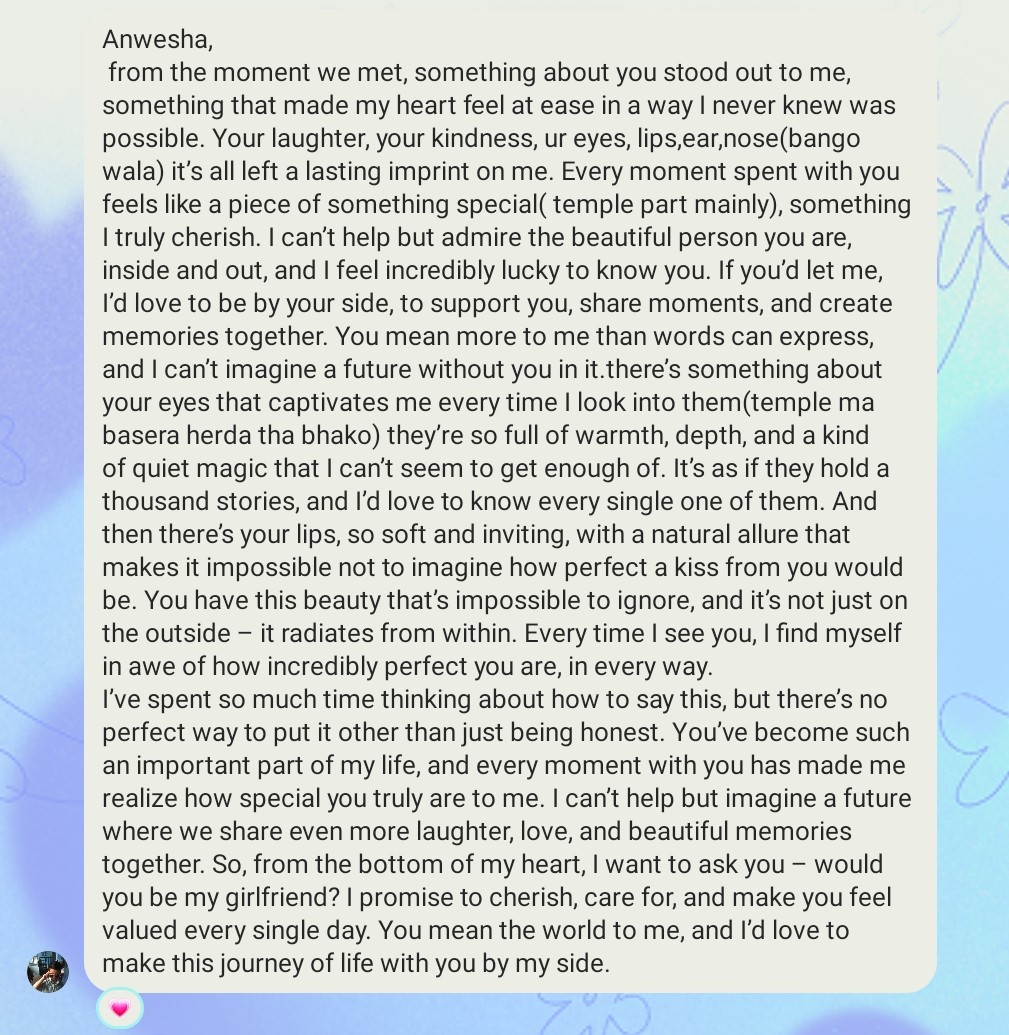 Anwesha,
from the moment we met, something about you stood out to me,
something that made my heart feel at ease in a way I never knew was
possible. Your laughter, your kindness, ur eyes, lips,ear,nose(bango
wala) it’s all left a lasting imprint on me. Every moment spent with you
feels like a piece of something special( temple part mainly), something
I truly cherish. I can’t help but admire the beautiful person you are,
inside and out, and I feel incredibly lucky to know you. If you’d let me,
I’d love to be by your side, to support you, share moments, and create
memories together. You mean more to me than words can express,
and I can’t imagine a future without you in it.there’s something about
your eyes that captivates me every time I look into them(temple ma
basera herda tha bhako) they’re so full of warmth, depth, and a kind
of quiet magic that I can’t seem to get enough of. It’s as if they hold a
thousand stories, and I’d love to know every single one of them. And
then there’s your lips, so soft and inviting, with a natural allure that
makes it impossible not to imagine how perfect a kiss from you would
be. You have this beauty that’s impossible to ignore, and it’s not just on
the outside – it radiates from within. Every time I see you, I find myself
in awe of how incredibly perfect you are, in every way.
I’ve spent so much time thinking about how to say this, but there’s no
perfect way to put it other than just being honest. You’ve become such
an important part of my life, and every moment with you has made me
realize how special you truly are to me. I can’t help but imagine a future
where we share even more laughter, love, and beautiful memories
together. So, from the bottom of my heart, I want to ask you – would
you be my girlfriend? I promise to cherish, care for, and make you feel
valued every single day. You mean the world to me, and I’d love to
make this journey of life with you by my side.